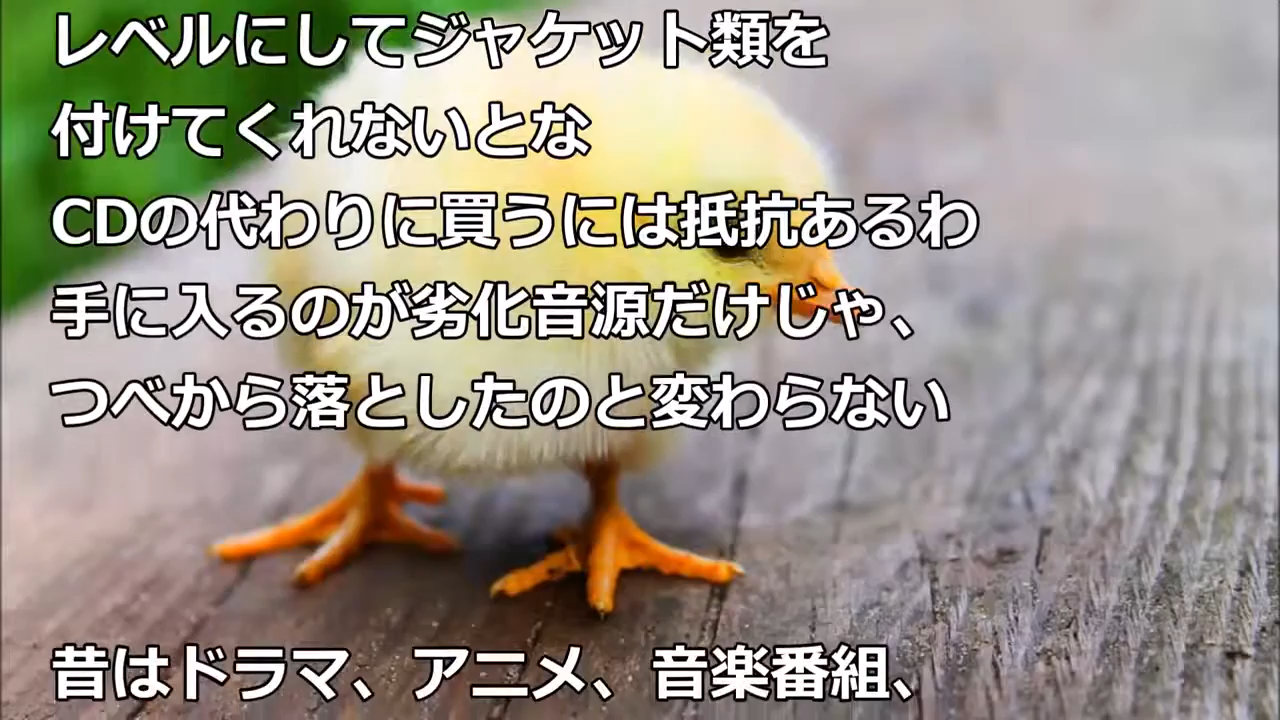 レベルにしてジャケット類を
付けてくれないとな
CDの代わりに買うには抵抗あるわ
手に入るのが劣化音源だけじゃ、
つべから落としたのと変わらない
昔はドラマ、アニメ、音楽番組、